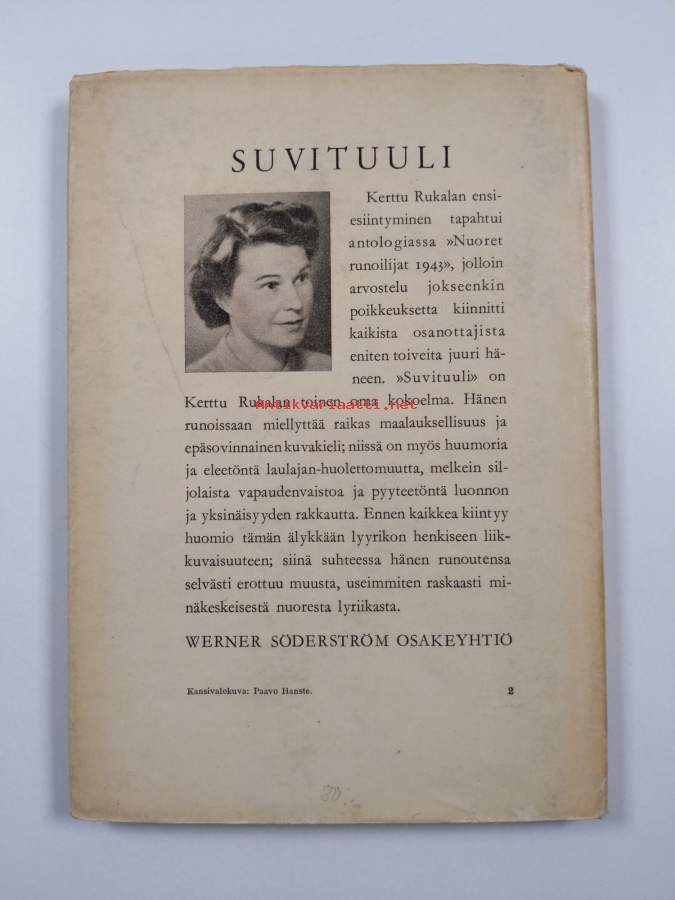 SUVITUULI
Kerttu Rukalan ensi-
esiintyminen tapahtui
antologiassa »Nuoret
runoilijat 1943», jolloin
arvostelu jokseenkin
poikkeuksetta kiinnitti
kaikista osanottajista
eniten toiveita juuri hä-
neen. »Suvituuli» on
Kerttu Rukalan toinen oma kokoelma. Hänen
Antikvariaatti.net
runoissaan miellyttää raikas maalauksellisuus ja
epäsovinnainen kuvakieli; niissä on myös huumoria
ja eleetöntä laulajan-huolettomuutta, melkein sil-
jolaista vapaudenvaistoa ja pyyteetöntä luonnon
ja yksinäisyyden rakkautta. Ennen kaikkea kiintyy
huomio tämän älykkään lyyrikon henkiseen liik-
kuvaisuuteen; siinä suhteessa hänen runoutensa
selvästi erottuu muusta, useimmiten raskaasti mi-
näkeskeisestä nuoresta lyriikasta.
WERNER SÖDERSTRÖM OSAKEYHTIÖ
Kansivalokuva: Paavo Hanste. 2
80:-